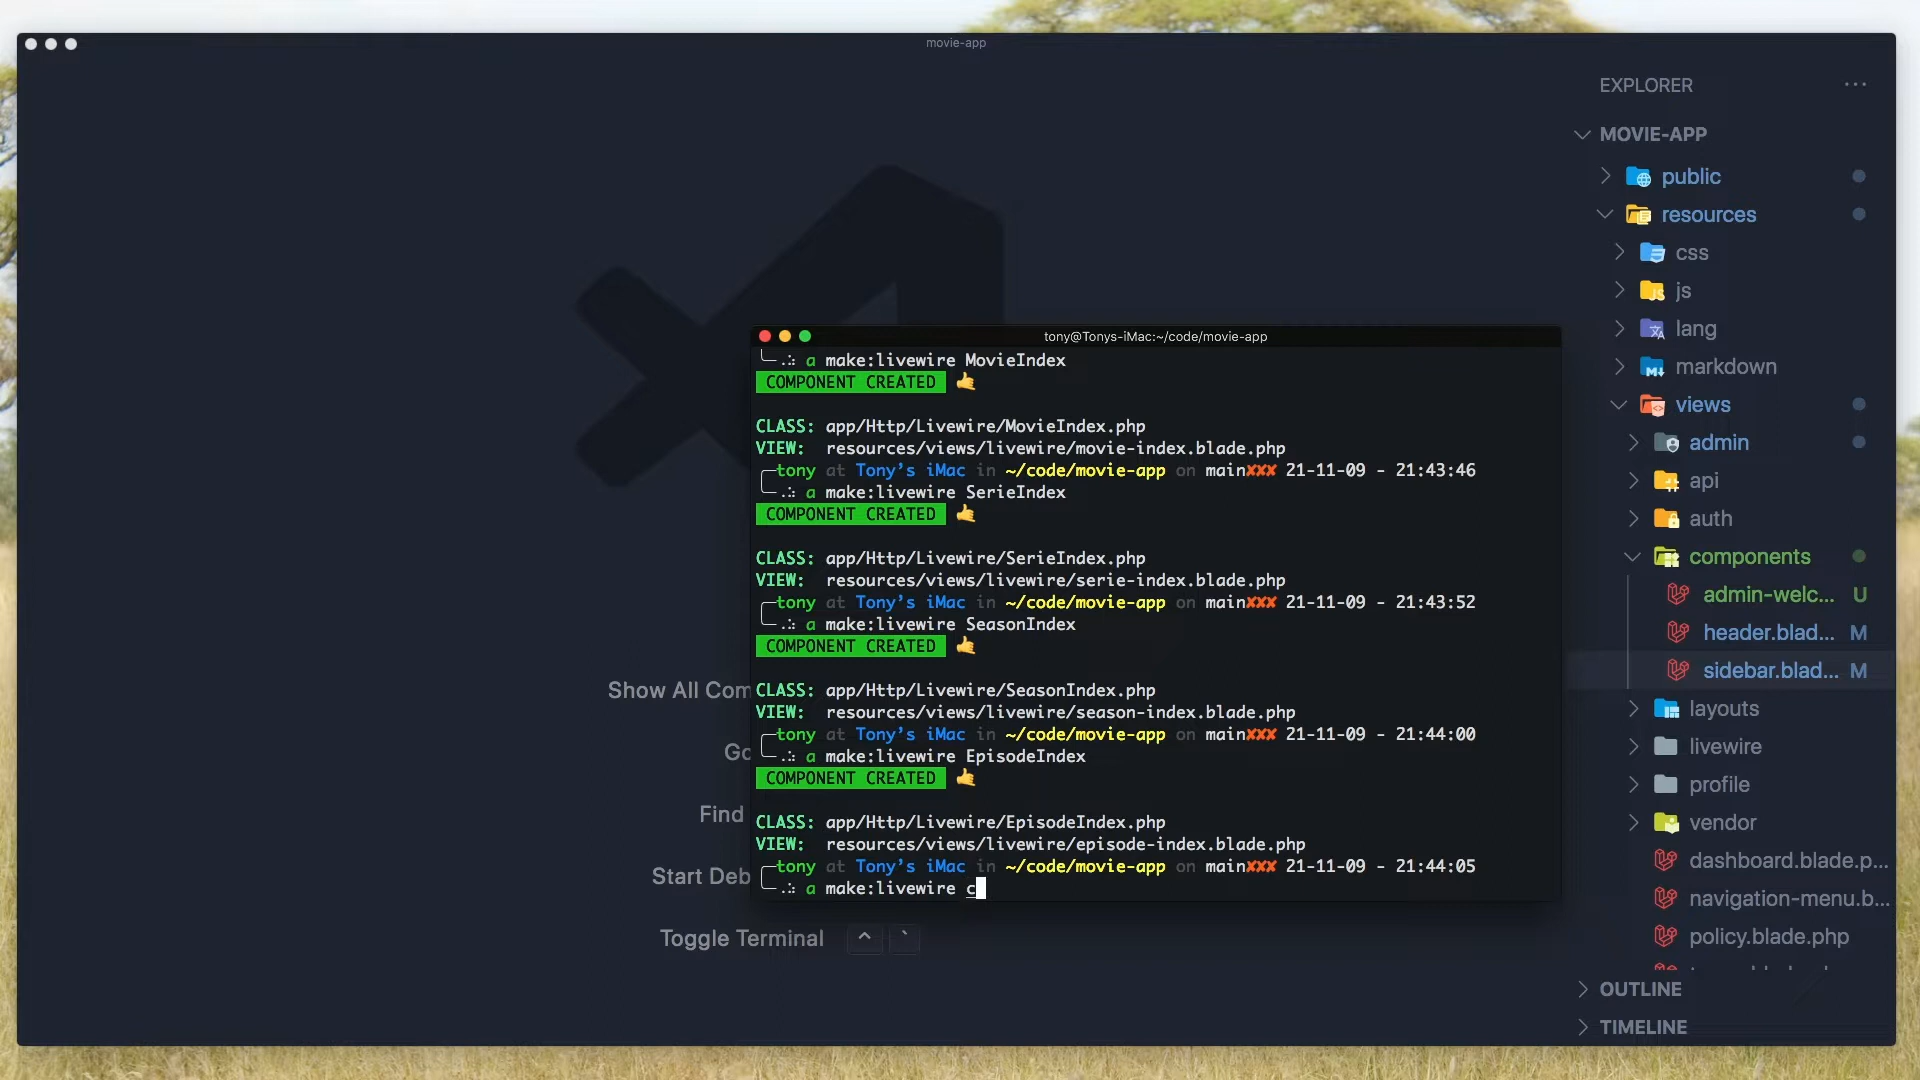 movie-app
EXPLORER
MOVIE-APP
public
resources
css
js
lang
markdown
views
admin
api
auth
components
admin-welc... U
header.blad... M
sidebar.blad... M
layouts
livewire
profile
vendor
dashboard.blade.p...
navigation-menu.b...
policy.blade.php
OUTLINE
TIMELINE
Show All Com
Go
Find
Start Deb
Toggle Terminal ^ `
tony@Tonys-iMac:~/code/movie-app
a make:livewire MovieIndex
COMPONENT CREATED 🤙
CLASS: app/Http/Livewire/MovieIndex.php
VIEW: resources/views/livewire/movie-index.blade.php
tony at Tony’s iMac in ~/code/movie-app on main✘✘✘ 21-11-09 - 21:43:46
a make:livewire SerieIndex
COMPONENT CREATED 🤙
CLASS: app/Http/Livewire/SerieIndex.php
VIEW: resources/views/livewire/serie-index.blade.php
tony at Tony’s iMac in ~/code/movie-app on main✘✘✘ 21-11-09 - 21:43:52
a make:livewire SeasonIndex
COMPONENT CREATED 🤙
CLASS: app/Http/Livewire/SeasonIndex.php
VIEW: resources/views/livewire/season-index.blade.php
tony at Tony’s iMac in ~/code/movie-app on main✘✘✘ 21-11-09 - 21:44:00
a make:livewire EpisodeIndex
COMPONENT CREATED 🤙
CLASS: app/Http/Livewire/EpisodeIndex.php
VIEW: resources/views/livewire/episode-index.blade.php
tony at Tony’s iMac in ~/code/movie-app on main✘✘✘ 21-11-09 - 21:44:05
a make:livewire c